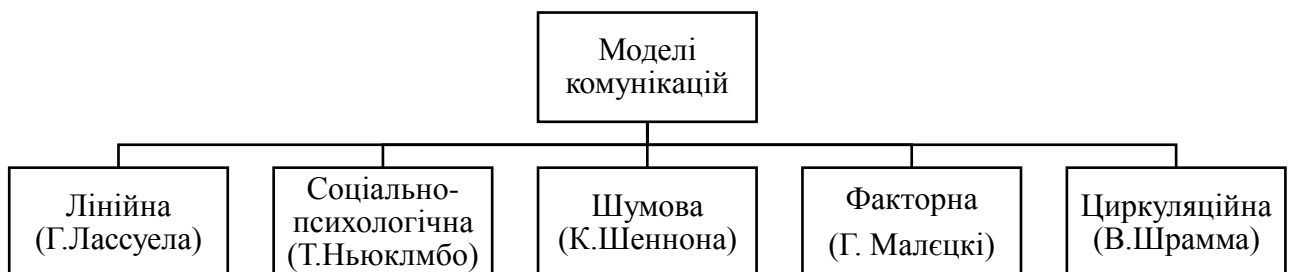 Моделі
комунікацій
Лінійна
(Г.Лассуела)
Соціально-
психологічна
(Т.Ньюклмбо)
Шумова
(К.Шеннона)
Факторна
(Г. Малєцкі)
Циркуляційна
(В.Шрамма)